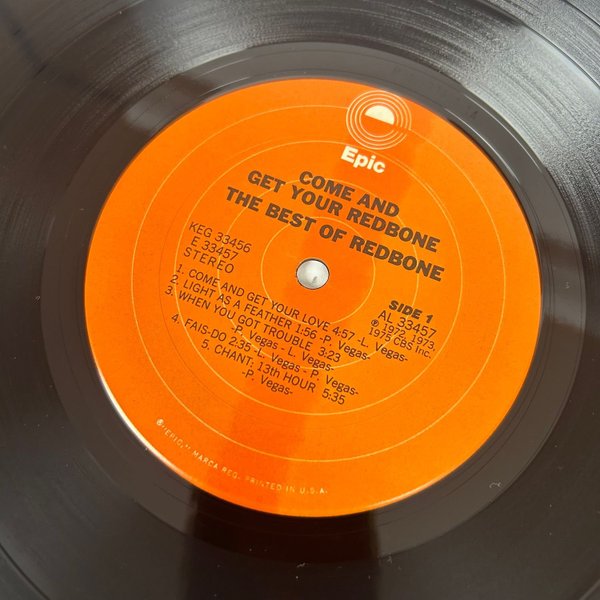 Epic
COME AND
GET YOUR REDBONE
THE BEST OF REDBONE
KEG 33456
E 33457
STEREO
SIDE 1
AL 33457
℗ 1972, 1973,
1975 CBS Inc.
1. COME AND GET YOUR LOVE 4:57 -L. Vegas-
2. LIGHT AS A FEATHER 1:56 -P. Vegas-
3. WHEN YOU GOT TROUBLE 3:23
-P. Vegas - L. Vegas-
4. FAIS-DO 2:35 -L. Vegas - P. Vegas-
5. CHANT: 13th HOUR 5:35
-P. Vegas-
"EPIC," MARCA REG. PRINTED IN U.S.A.